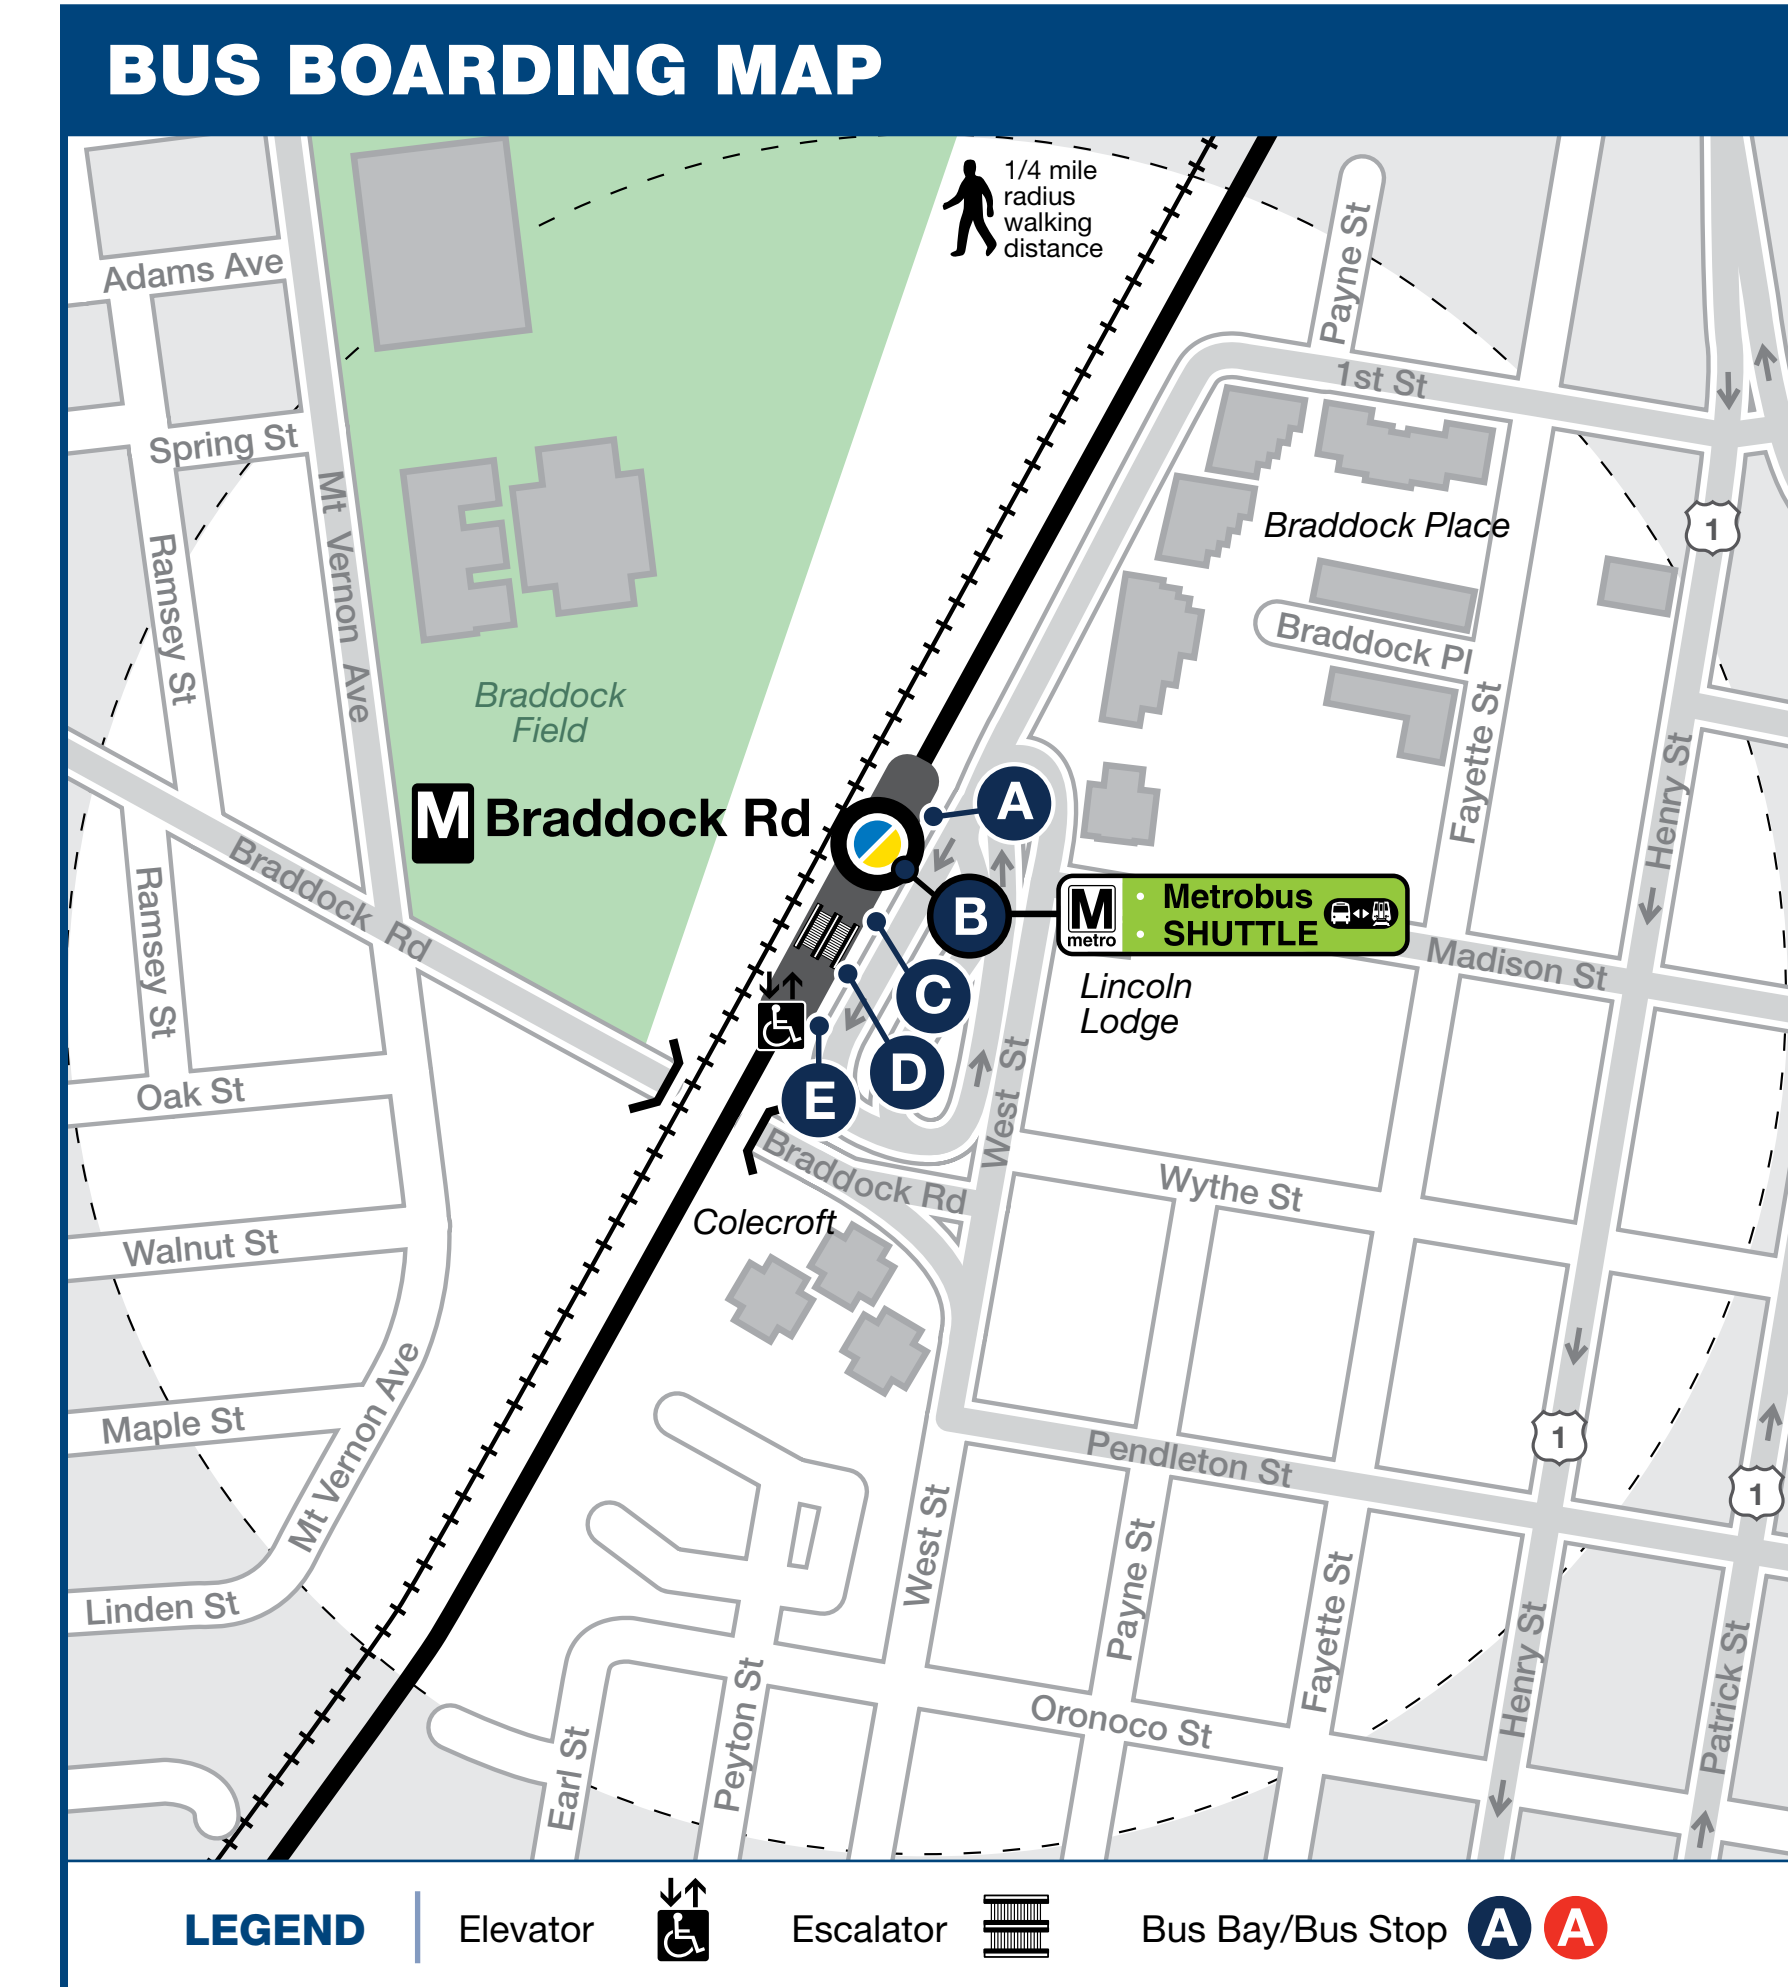 BUS BOARDING MAP
1/4 mile
radius
walking
distance
Payne St
Adams Ave
1st St
Spring St
Mt Vernon Ave
Braddock Place
1
Ramsey St
Braddock Pl
Braddock
Field
Fayette St
Henry St
M Braddock Rd
A
Braddock Rd
Ramsey St
B
M
metro
Metrobus
SHUTTLE
Madison St
C
Lincoln
Lodge
D
E
West St
Oak St
Braddock Rd
Wythe St
Colecroft
Walnut St
Mt Vernon Ave
Maple St
Pendleton St
1
1
West St
Payne St
Fayette St
Linden St
Henry St
Patrick St
Peyton St
Oronoco St
Earl St
LEGEND
Elevator
Escalator
Bus Bay/Bus Stop A A